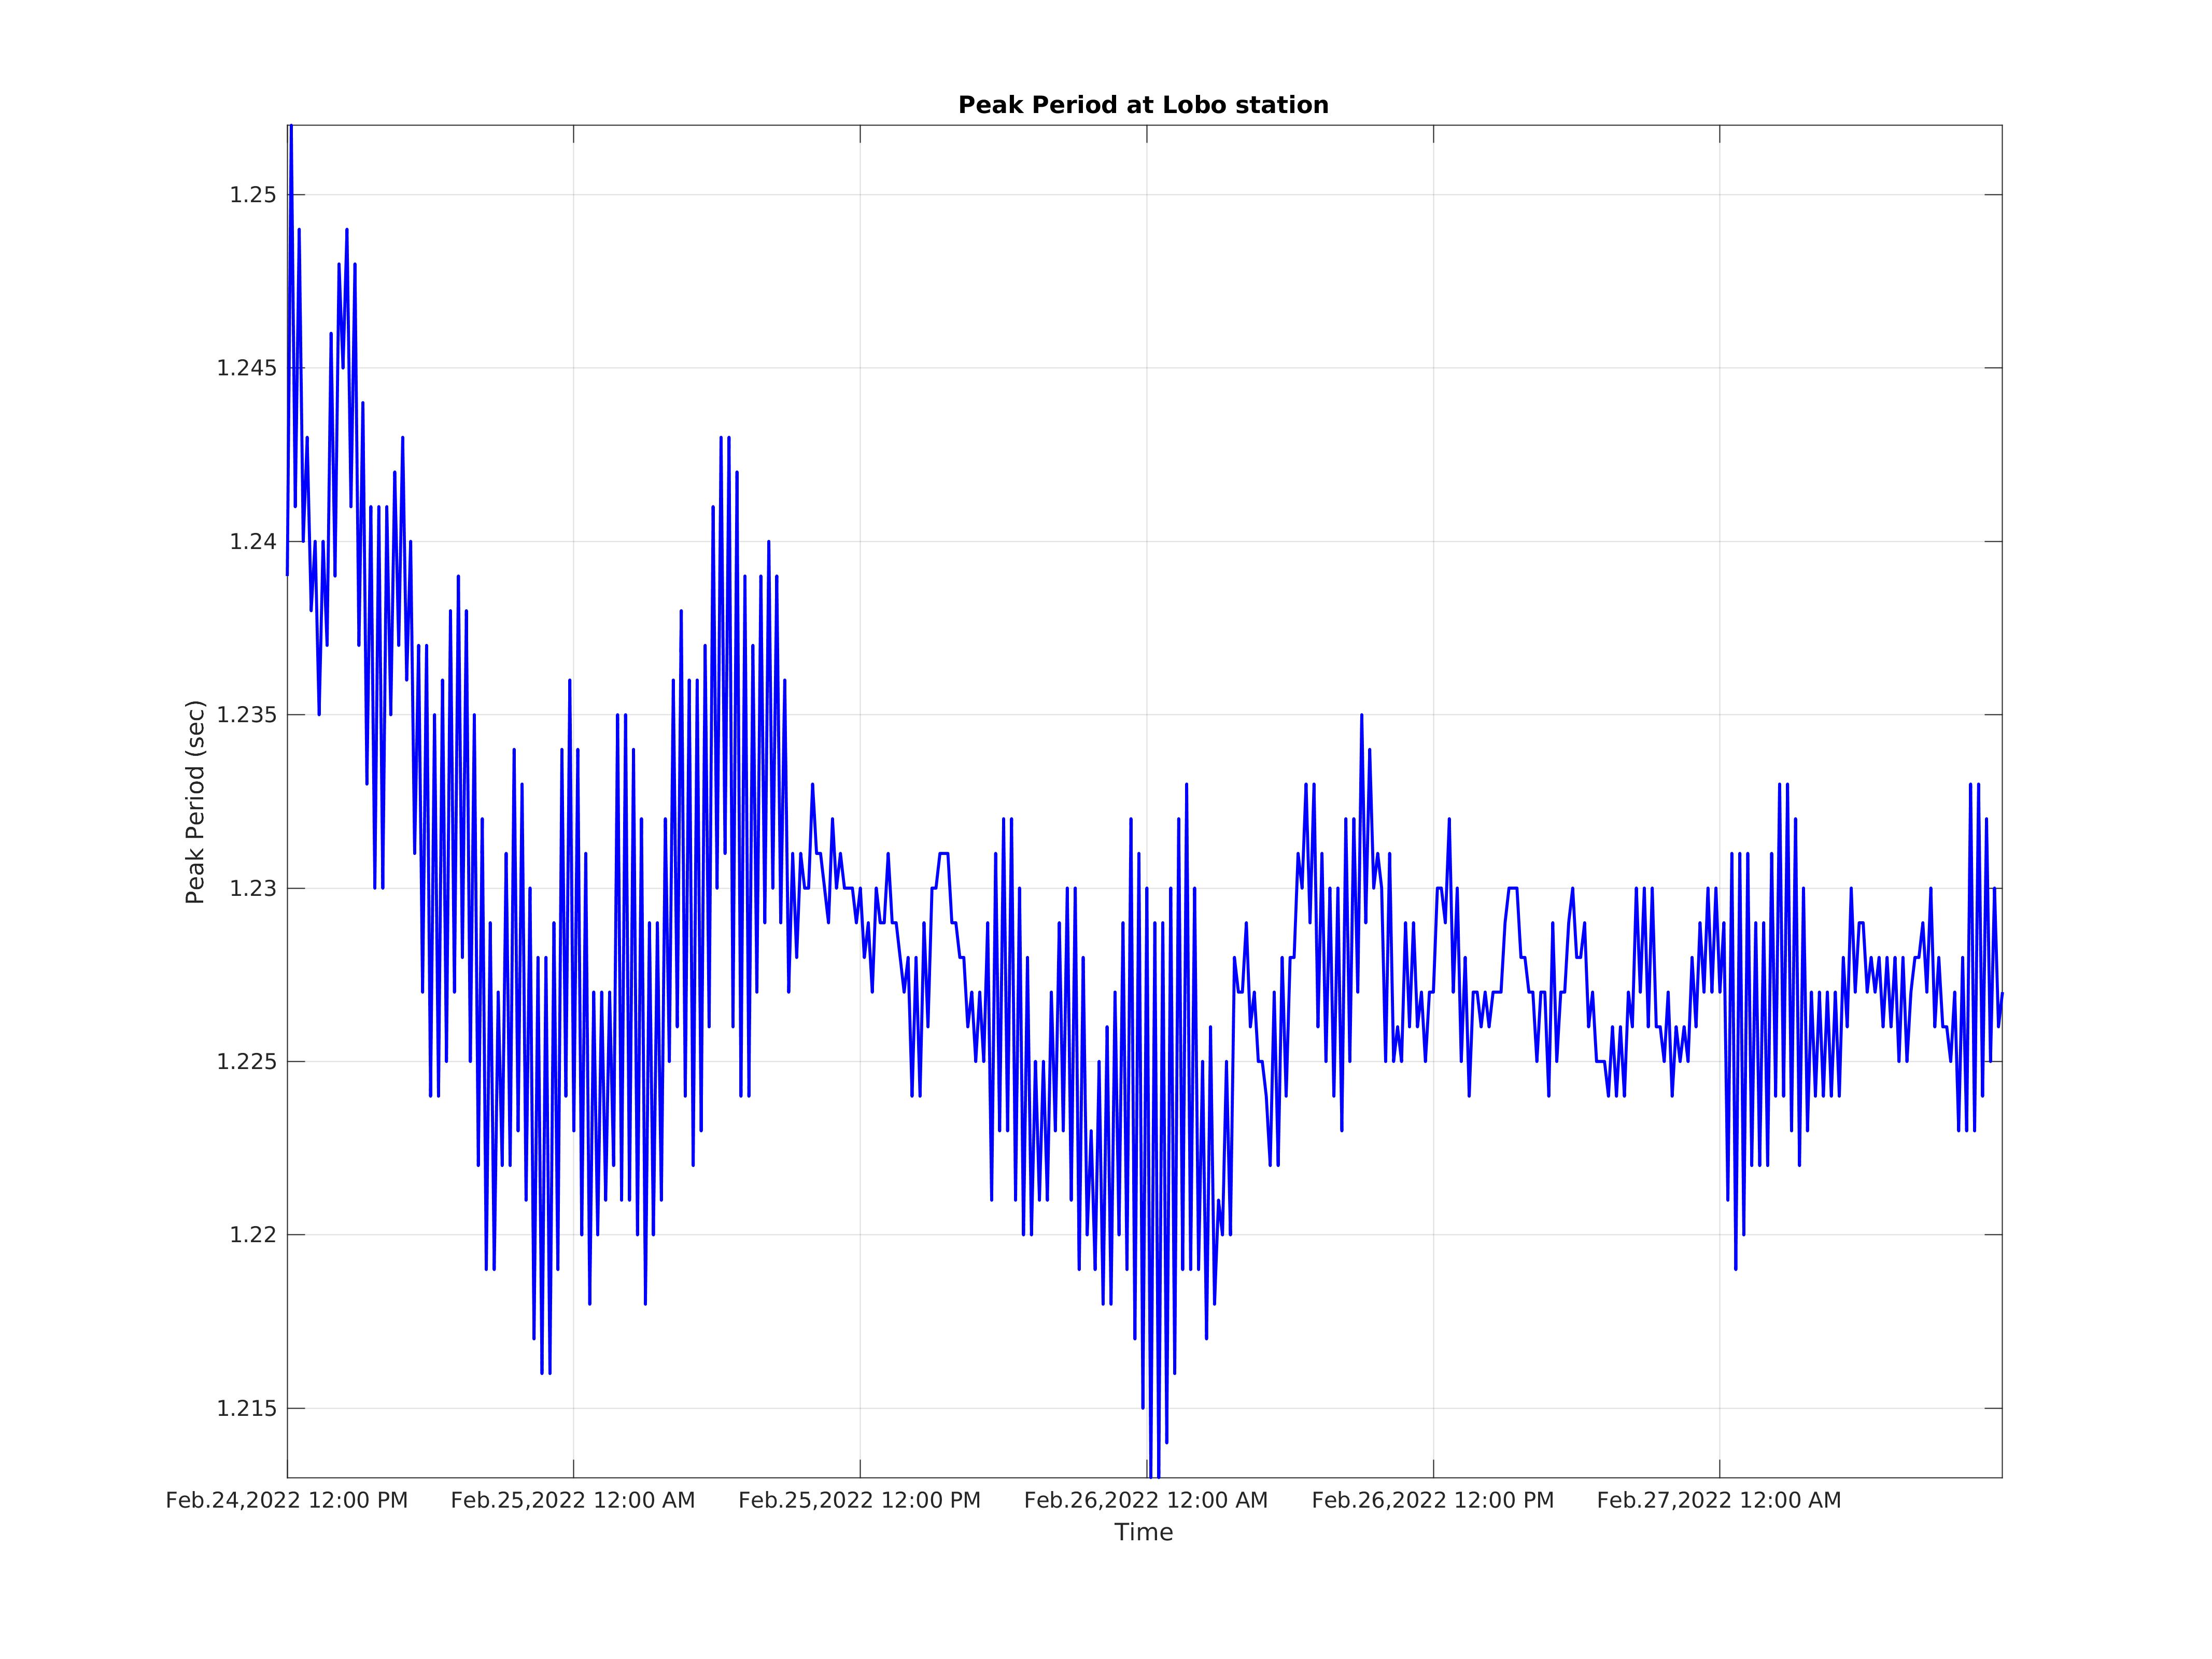 Peak Period at Lobo station
Peak Period (sec)
1.25
1.245
1.24
1.235
1.23
1.225
1.22
1.215
Feb.24,2022 12:00 PM Feb.25,2022 12:00 AM Feb.25,2022 12:00 PM Feb.26,2022 12:00 AM Feb.26,2022 12:00 PM Feb.27,2022 12:00 AM
Time